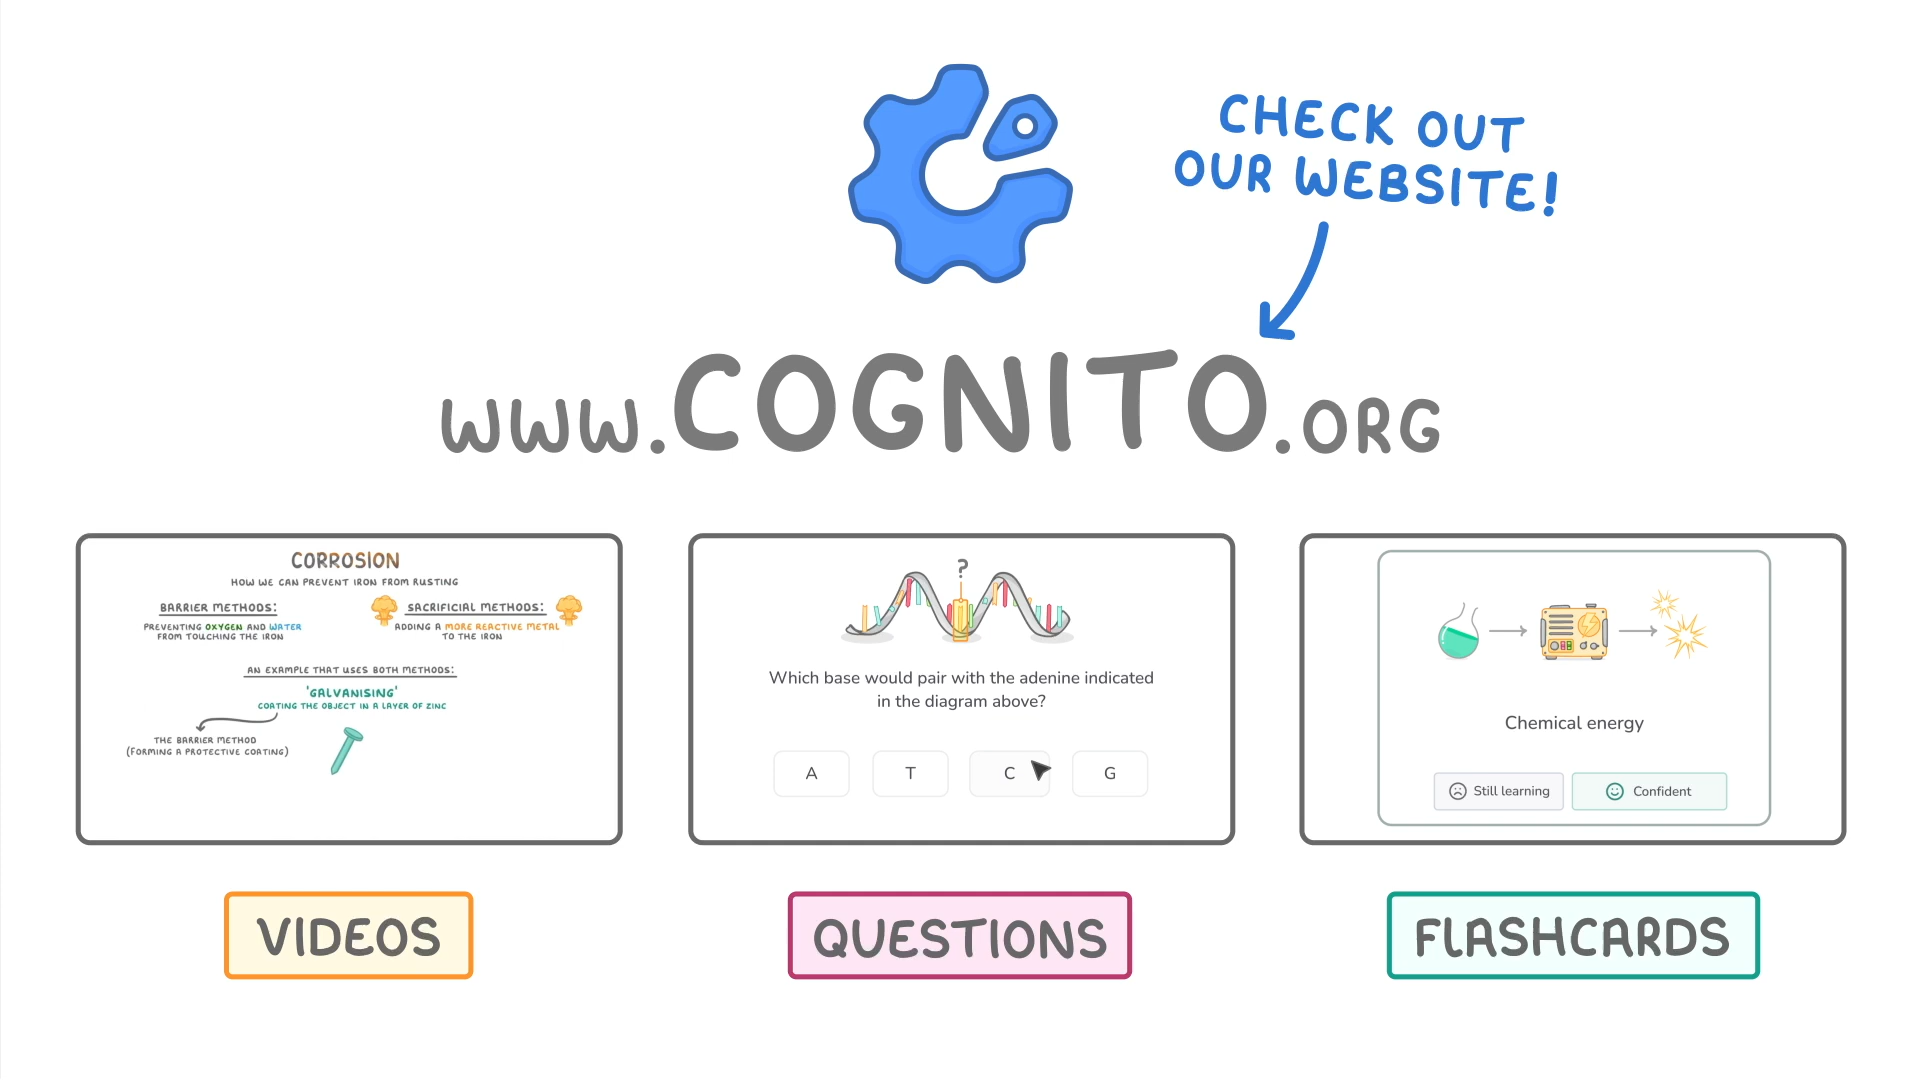 CHECK OUT
OUR WEBSITE!
www.COGNITO.ORG
CORROSION
HOW WE CAN PREVENT IRON FROM RUSTING
BARRIER METHODS:
PREVENTING OXYGEN AND WATER
FROM TOUCHING THE IRON
SACRIFICIAL METHODS:
ADDING A MORE REACTIVE METAL
TO THE IRON
AN EXAMPLE THAT USES BOTH METHODS:
'GALVANISING'
COATING THE OBJECT IN A LAYER OF ZINC
THE BARRIER METHOD
(FORMING A PROTECTIVE COATING)
?
Which base would pair with the adenine indicated
in the diagram above?
A T C G
Chemical energy
Still learning Confident
VIDEOS
QUESTIONS
FLASHCARDS